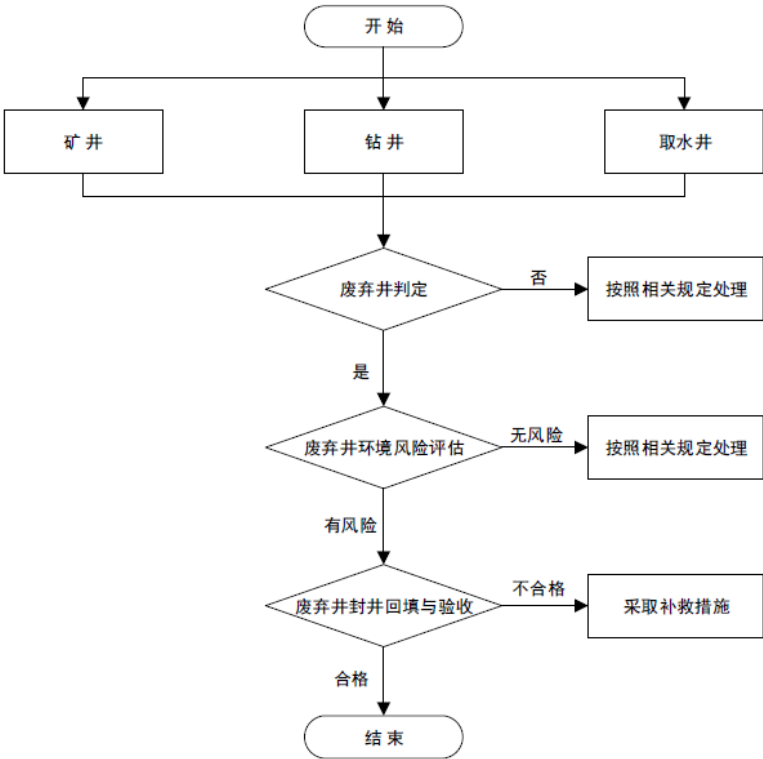 开始
矿井
钻井
取水井
废弃井判定
否
按照相关规定处理
是
废弃井环境风险评估
无风险
按照相关规定处理
有风险
废弃井封井回填与验收
不合格
采取补救措施
合格
结束